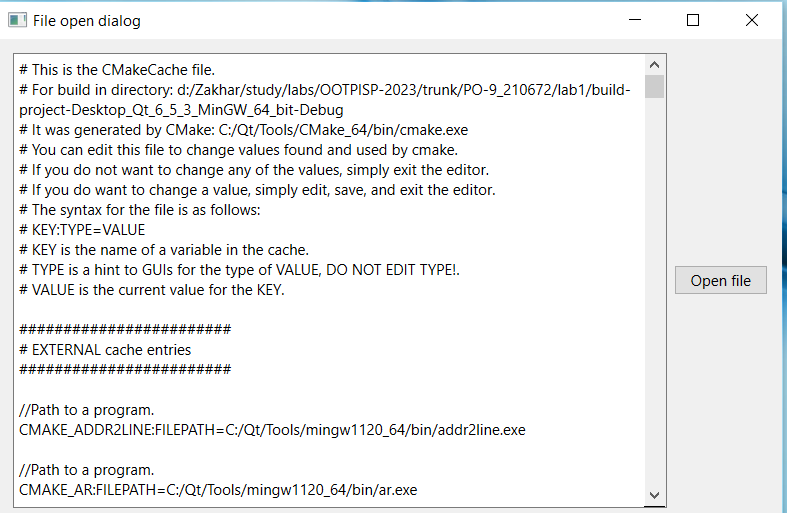 File open dialog
# This is the CMakeCache file.
# For build in directory: d:/Zakhar/study/labs/OOTPISP-2023/trunk/PO-9_210672/lab1/build-
project-Desktop_Qt_6_5_3_MinGW_64_bit-Debug
# It was generated by CMake: C:/Qt/Tools/CMake_64/bin/cmake.exe
# You can edit this file to change values found and used by cmake.
# If you do not want to change any of the values, simply exit the editor.
# If you do want to change a value, simply edit, save, and exit the editor.
# The syntax for the file is as follows:
# KEY:TYPE=VALUE
# KEY is the name of a variable in the cache.
# TYPE is a hint to GUIs for the type of VALUE, DO NOT EDIT TYPE!.
# VALUE is the current value for the KEY.
########################
# EXTERNAL cache entries
########################
//Path to a program.
CMAKE_ADDR2LINE:FILEPATH=C:/Qt/Tools/mingw1120_64/bin/addr2line.exe
//Path to a program.
CMAKE_AR:FILEPATH=C:/Qt/Tools/mingw1120_64/bin/ar.exe
Open file